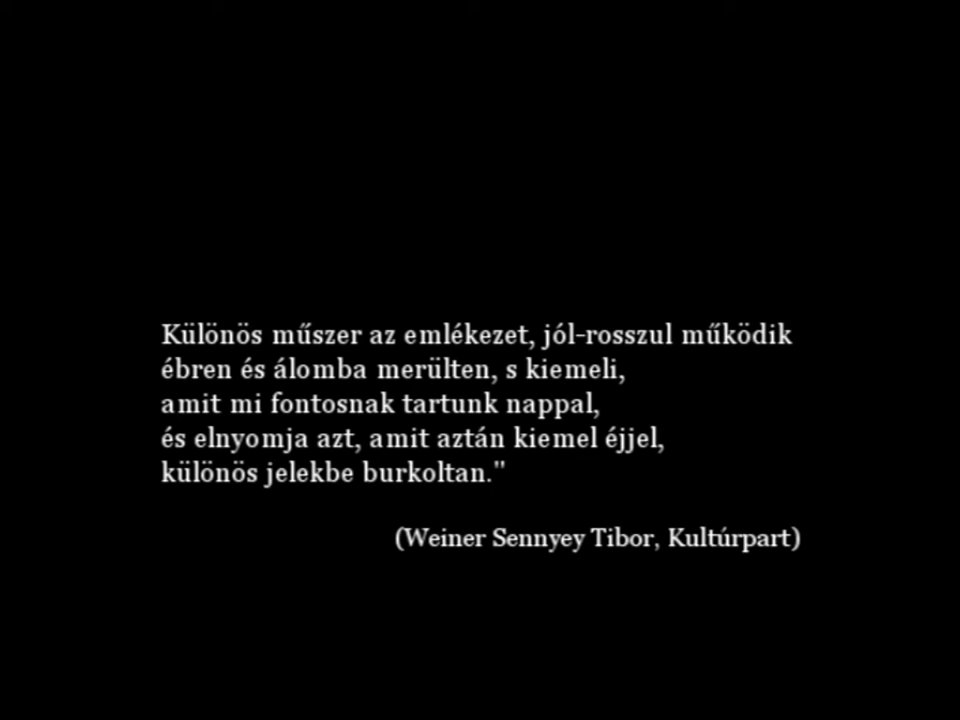 Különös műszer az emlékezet, jól-rosszul működik
ébren és álomba merülten, s kiemeli,
amit mi fontosnak tartunk nappal,
és elnyomja azt, amit aztán kiemel éjjel,
különös jelekbe burkoltan."
(Weiner Sennyey Tibor, Kultúrpart)